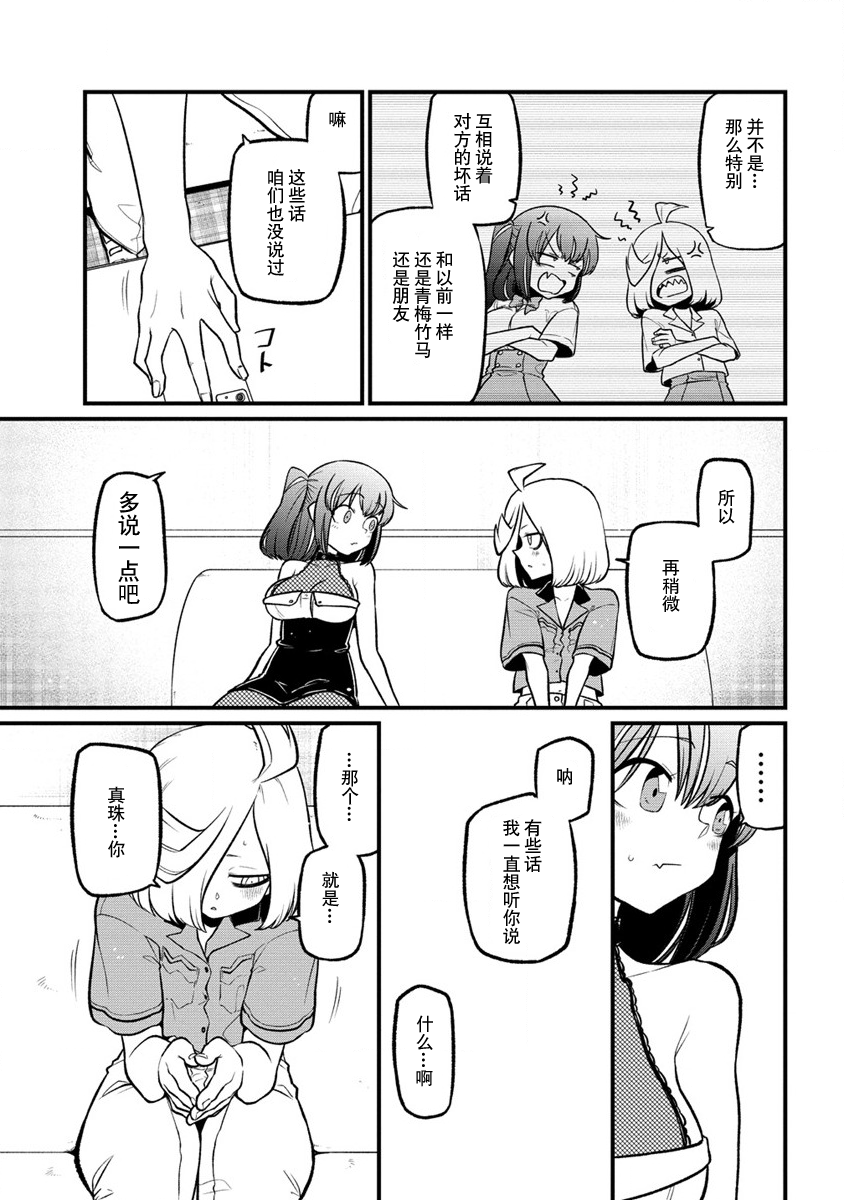 并不是…
那么特别
互相说着
对方的坏话
和以前一样
还是青梅竹马
还是朋友
嘛
这些话
咱们也没说过
コト
所以
再稍微
多说一点吧
……
呐
有些话
我一直想听你说
什么…啊
…那个…
就是…
真珠…你